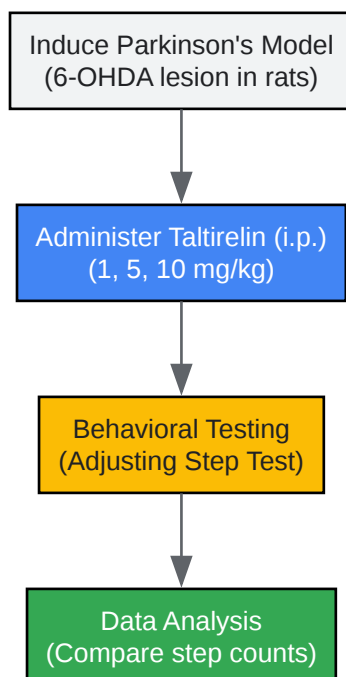 Induce Parkinson's Model
(6-OHDA lesion in rats)
Administer Taltirelin (i.p.)
(1, 5, 10 mg/kg)
Behavioral Testing
(Adjusting Step Test)
Data Analysis
(Compare step counts)